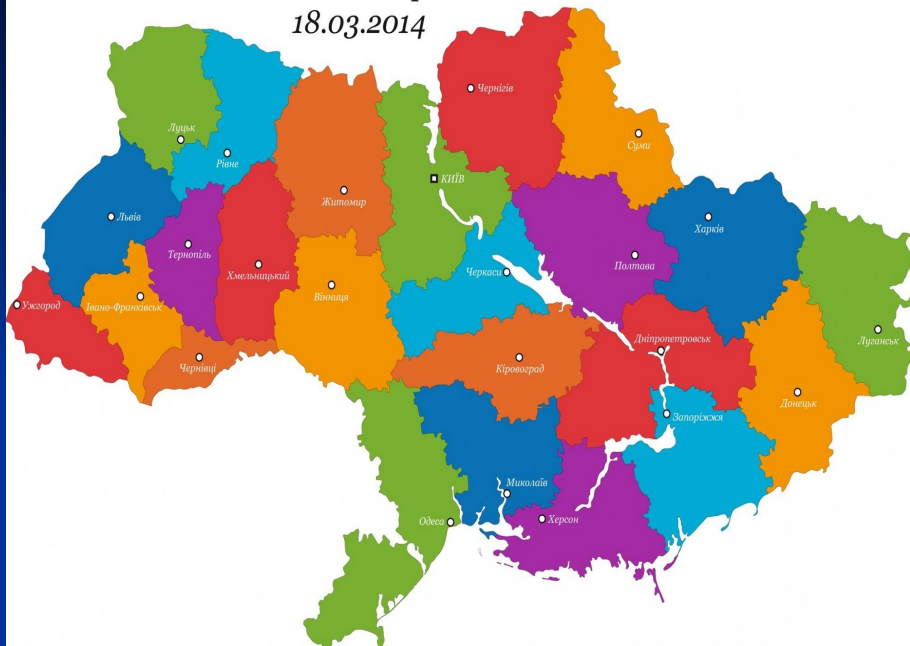 18.03.2014
Чернігів
Луцьк
Суми
Рівне
КИЇВ
Житомир
Львів
Харків
Тернопіль
Полтава
Хмельницький
Черкаси
Вінниця
Ужгород
Івано-Франківськ
Луганськ
Дніпропетровськ
Чернівці
Кіровоград
Донецьк
Запоріжжя
Миколаїв
Одеса
Херсон